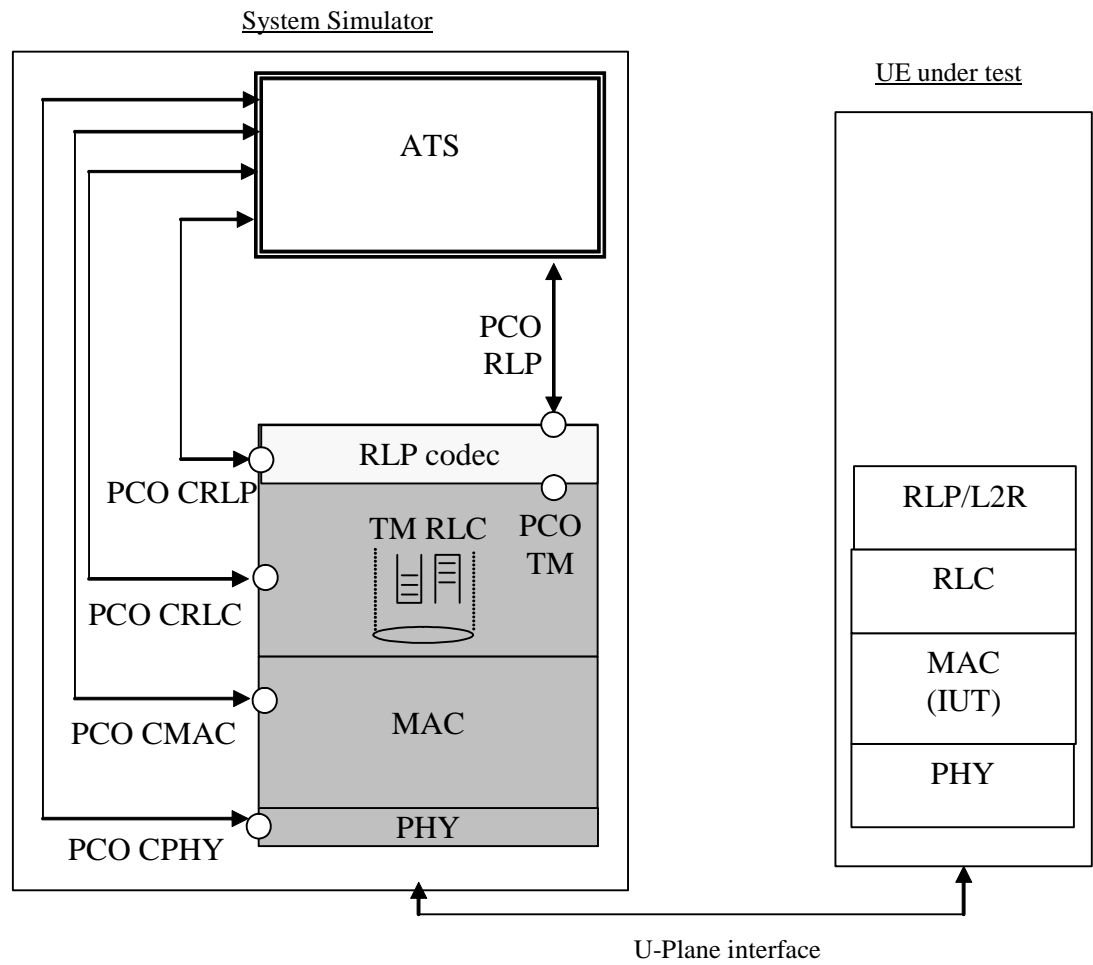 System Simulator
UE under test
ATS
PCO
RLP
RLP codec
PCO CRLP
TM RLC
PCO
TM
PCO CRLC
MAC
PCO CMAC
PHY
PCO CPHY
RLP/L2R
RLC
MAC
(IUT)
PHY
U-Plane interface